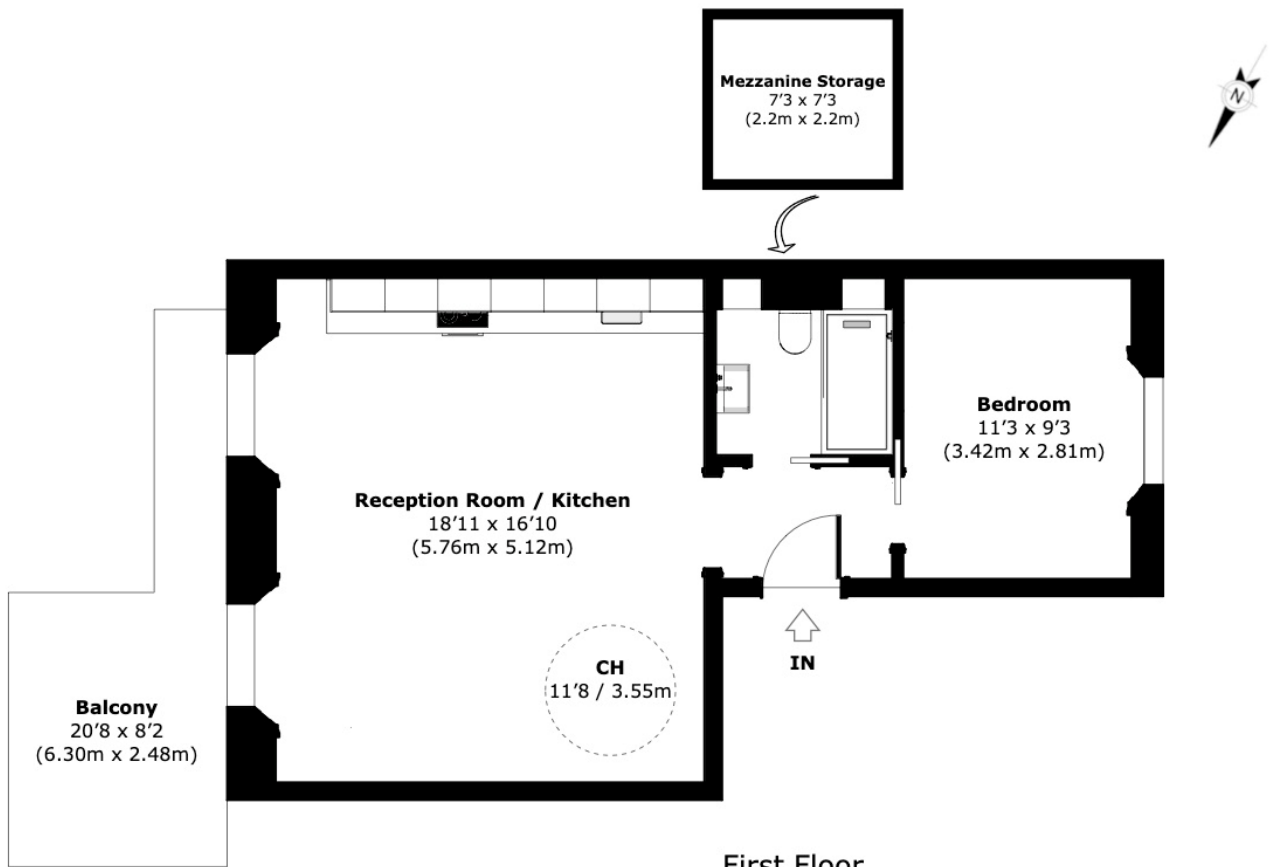 Mezzanine Storage
7'3 x 7'3
(2.2m x 2.2m)
N
Bedroom
11'3 x 9'3
(3.42m x 2.81m)
Reception Room / Kitchen
18'11 x 16'10
(5.76m x 5.12m)
CH
11'8 / 3.55m
IN
Balcony
20'8 x 8'2
(6.30m x 2.48m)
First Floor